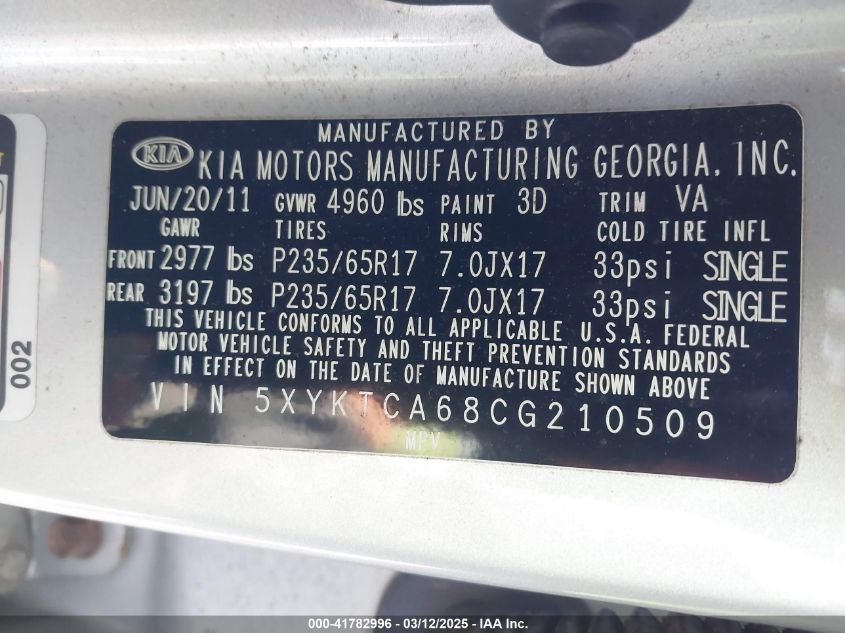 MANUFACTURED BY
KIA KIA MOTORS MANUFACTURING GEORGIA, INC.
JUN/20/11 GVWR 4960 lbs PAINT 3D TRIM VA
GAWR TIRES RIMS COLD TIRE INFL
FRONT 2977 lbs P235/65R17 7.0JX17 33psi SINGLE
REAR 3197 lbs P235/65R17 7.0JX17 33psi SINGLE
THIS VEHICLE CONFORMS TO ALL APPLICABLE U.S.A. FEDERAL
MOTOR VEHICLE SAFETY AND THEFT PREVENTION STANDARDS
IN EFFECT ON THE DATE OF MANUFACTURE SHOWN ABOVE
VIN 5XYKTCA68CG210509
MPV
002
000-41782996 - 03/12/2025 - IAA Inc.